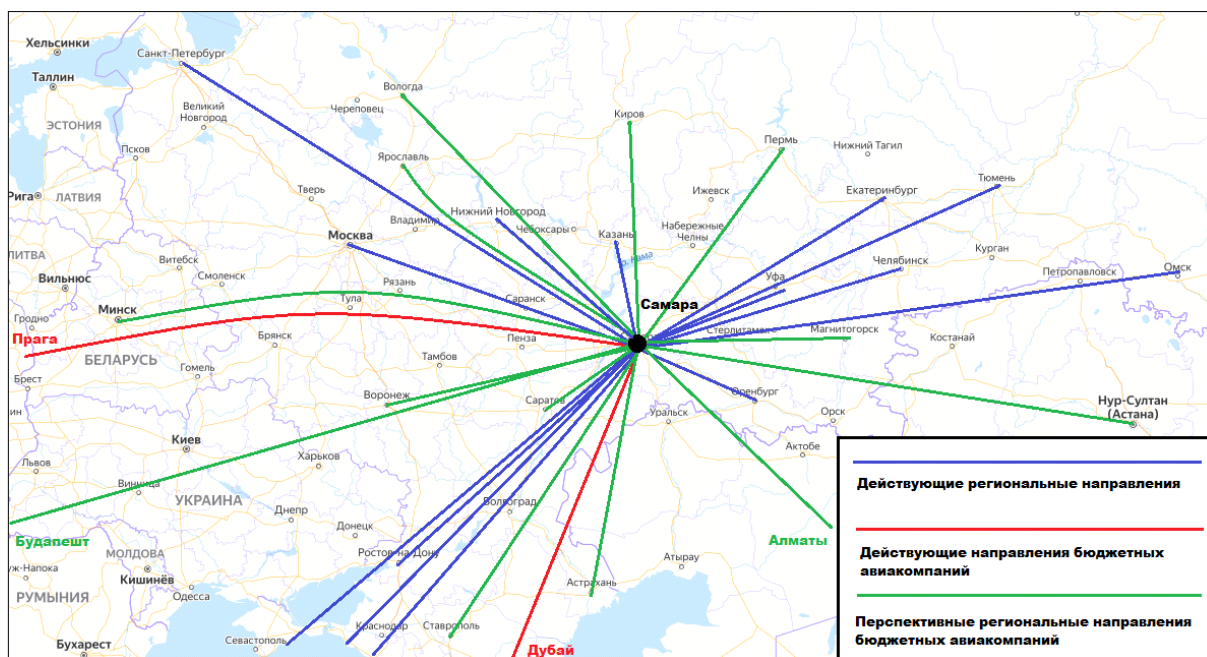 Хельсинки
Санкт-Петербург
Таллин
Вологда
Череповец
Великий
Новгород
ЭСТОНИЯ
Киров
Псков
Пермь
Нижний Тагил
Ярославль
Рига
ЛАТВИЯ
Тверь
Ижевск
Екатеринбург
Тюмень
Нижний Новгород
Владимир
Чебоксары
Казань
Набережные
Челны
Москва
ЛИТВА
Витебск
Курган
Челябинск
Вильнюс
Смоленск
Рязань
р. Кама
Уфа
Петропавловск
Омск
Саранск
Самара
Тула
Минск
Гродно
Прага
Брянск
Пенза
Стерлитамак
Магнитогорск
Костанай
БЕЛАРУСЬ
Гомель
Тамбов
Брест
Воронеж
Саратов
Оренбург
Уральск
Орск
Нур-Султан
(Астана)
Киев
Актобе
Харьков
Львов
Винница
УКРАИНА
Волгоград
Днепр
Донецк
Будапешт
Алматы
МОЛДОВА
Ростов-на-Дону
Атырау
уж-Напока
Кишинёв
Одесса
Астрахань
РУМЫНИЯ
Севастополь
Краснодар
Ставрополь
Бухарест
Дубай
Действующие региональные направления
Действующие направления бюджетных
авиакомпаний
Перспективные региональные направления
бюджетных авиакомпаний